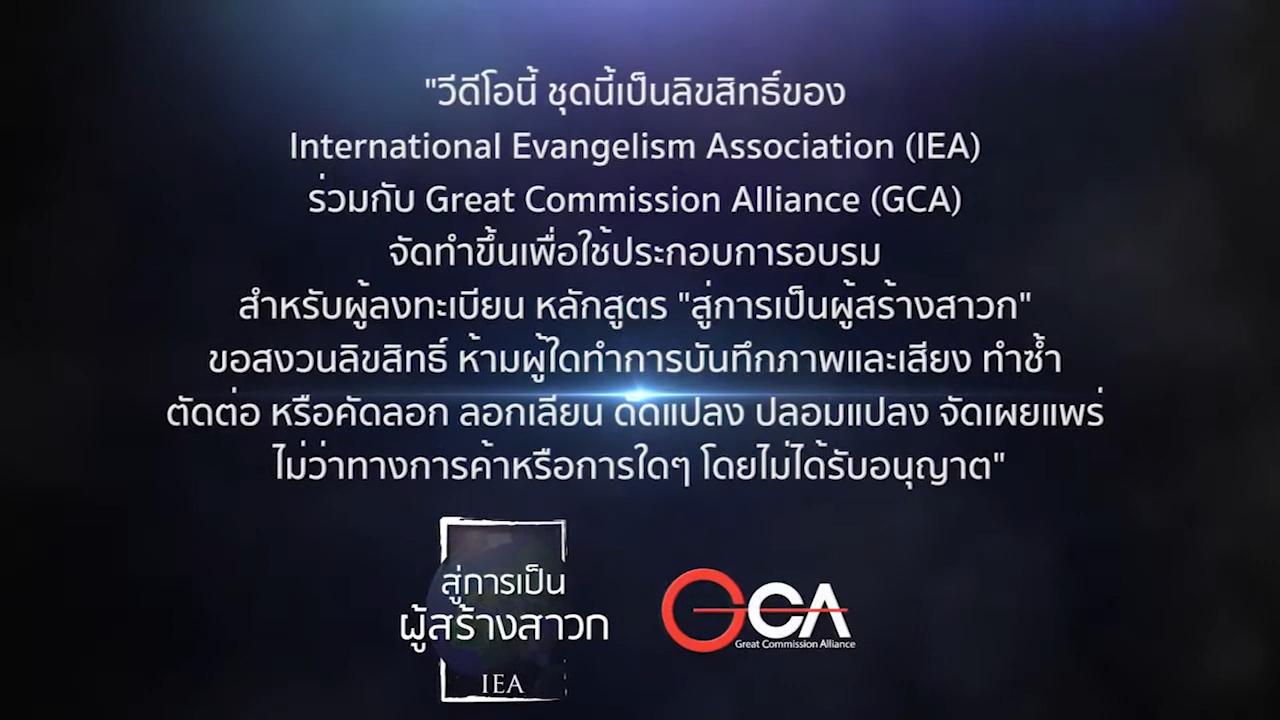 "วีดีโอนี้ ชุดนี้เป็นลิขสิทธิ์ของ
International Evangelism Association (IEA)
ร่วมกับ Great Commission Alliance (GCA)
จัดทำขึ้นเพื่อใช้ประกอบการอบรม
สำหรับผู้ลงทะเบียน หลักสูตร "สู่การเป็นผู้สร้างสาวก"
ขอสงวนลิขสิทธิ์ ห้ามผู้ใดทำการบันทึกภาพและเสียง ทำซ้ำ
ตัดต่อ หรือคัดลอก ลอกเลียน ดัดแปลง ปลอมแปลง จัดเผยแพร่
ไม่ว่าทางการค้าหรือการใดๆ โดยไม่ได้รับอนุญาต"
สู่การเป็น
ผู้สร้างสาวก
IEA
GCA
Great Commission Alliance